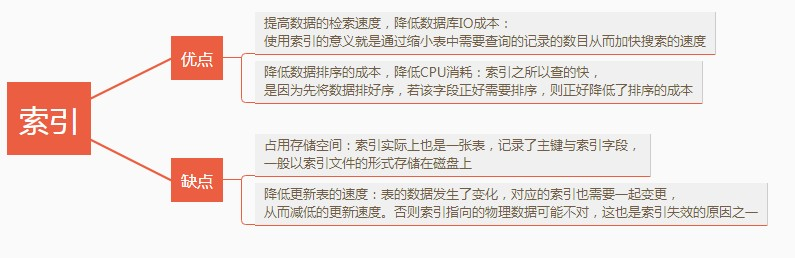 索引
优点
提高数据的检索速度，降低数据库IO成本：
使用索引的意义就是通过缩小表中需要查询的记录的数目从而加快搜索的速度
降低数据排序的成本，降低CPU消耗：索引之所以查的快，
是因为先将数据排好序，若该字段正好需要排序，则正好降低了排序的成本
缺点
占用存储空间：索引实际上也是一张表，记录了主键与索引字段，
一般以索引文件的形式存储在磁盘上
降低更新表的速度：表的数据发生了变化，对应的索引也需要一起变更，
从而减低的更新速度。否则索引指向的物理数据可能不对，这也是索引失效的原因之一